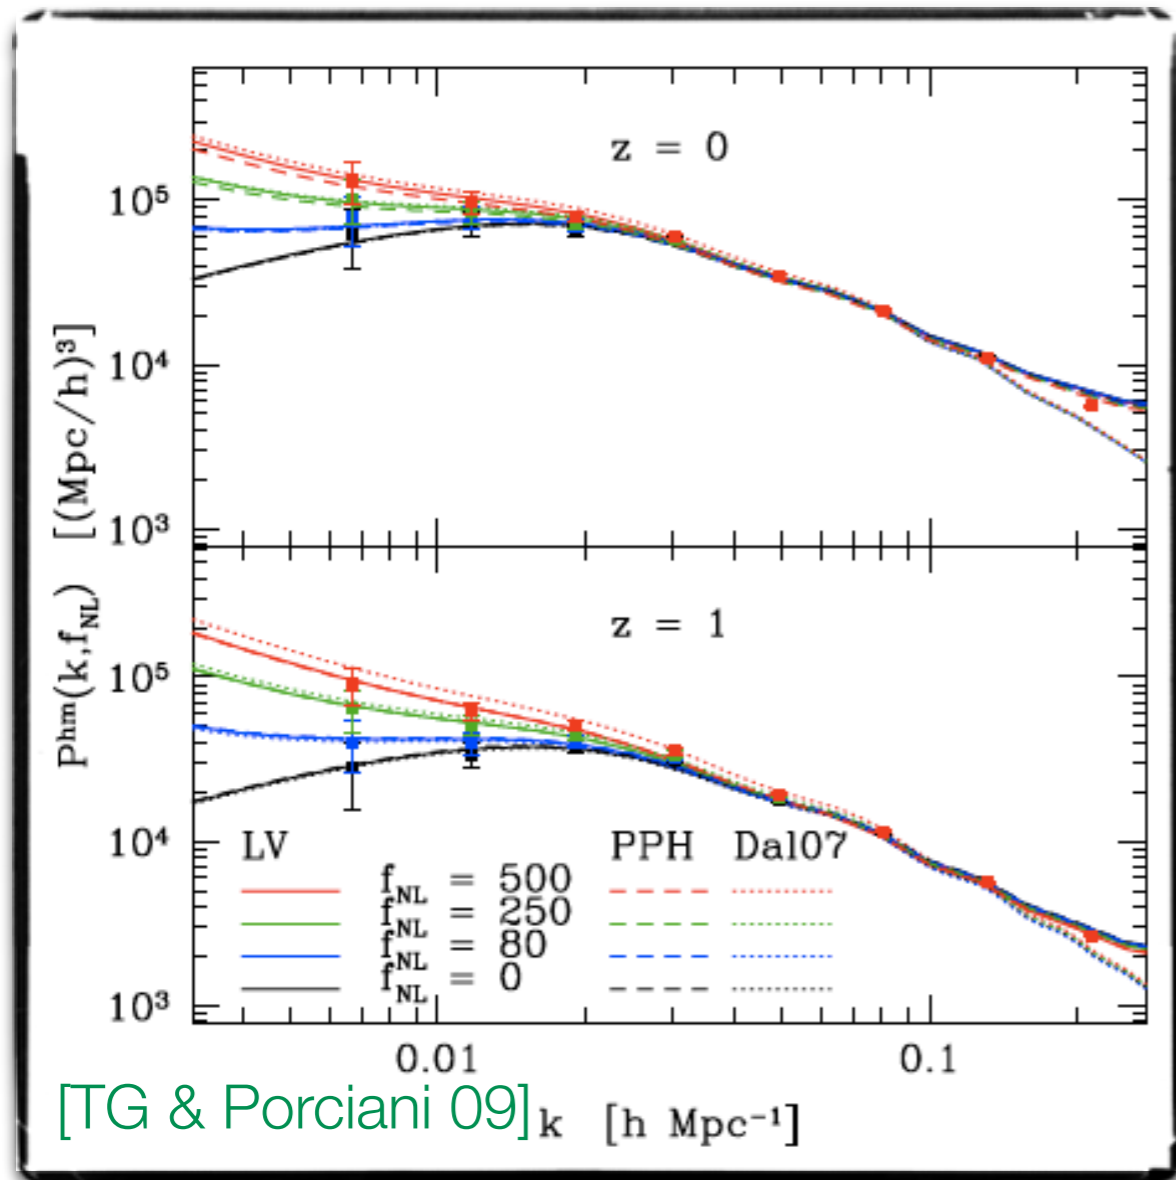 z = 0
10⁵
10⁴
10³
Pʰᵐ(k,f_NL) [(Mpc/h)³]
z = 1
10⁵
10⁴
10³
LV PPH Dal07
f_NL = 500
f_NL = 250
f_NL = 80
f_NL = 0
0.01 0.1
[TG & Porciani 09] k [h Mpc⁻¹]